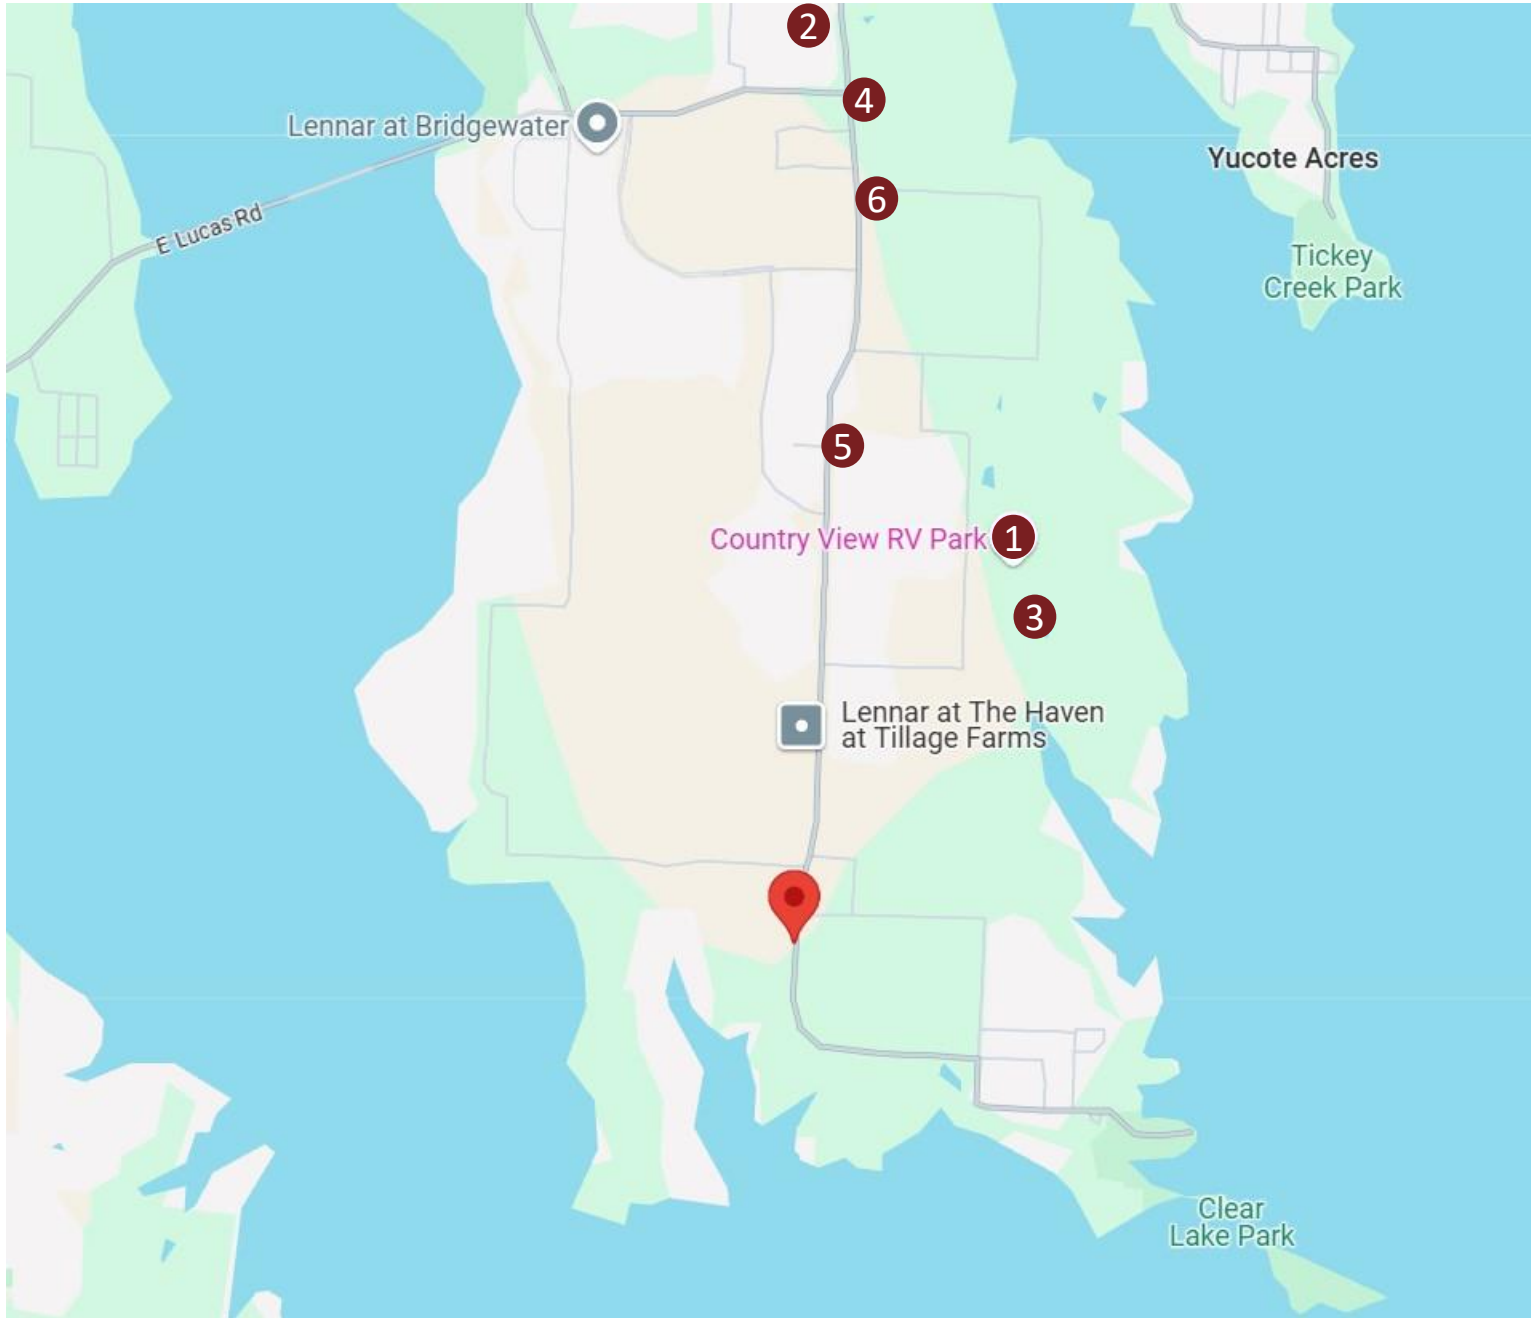 2
4
Lennar at Bridgewater
Yucote Acres
6
E Lucas Rd
Tickey
Creek Park
5
Country View RV Park
1
3
Lennar at The Haven
at Tillage Farms
Clear
Lake Park